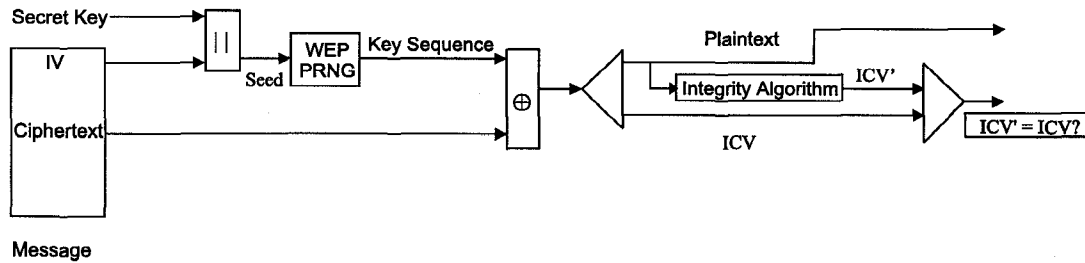 Secret Key
IV
||
Seed
WEP
PRNG
Key Sequence
Ciphertext
⊕
Plaintext
Integrity Algorithm
ICV'
ICV
ICV' = ICV?
Message